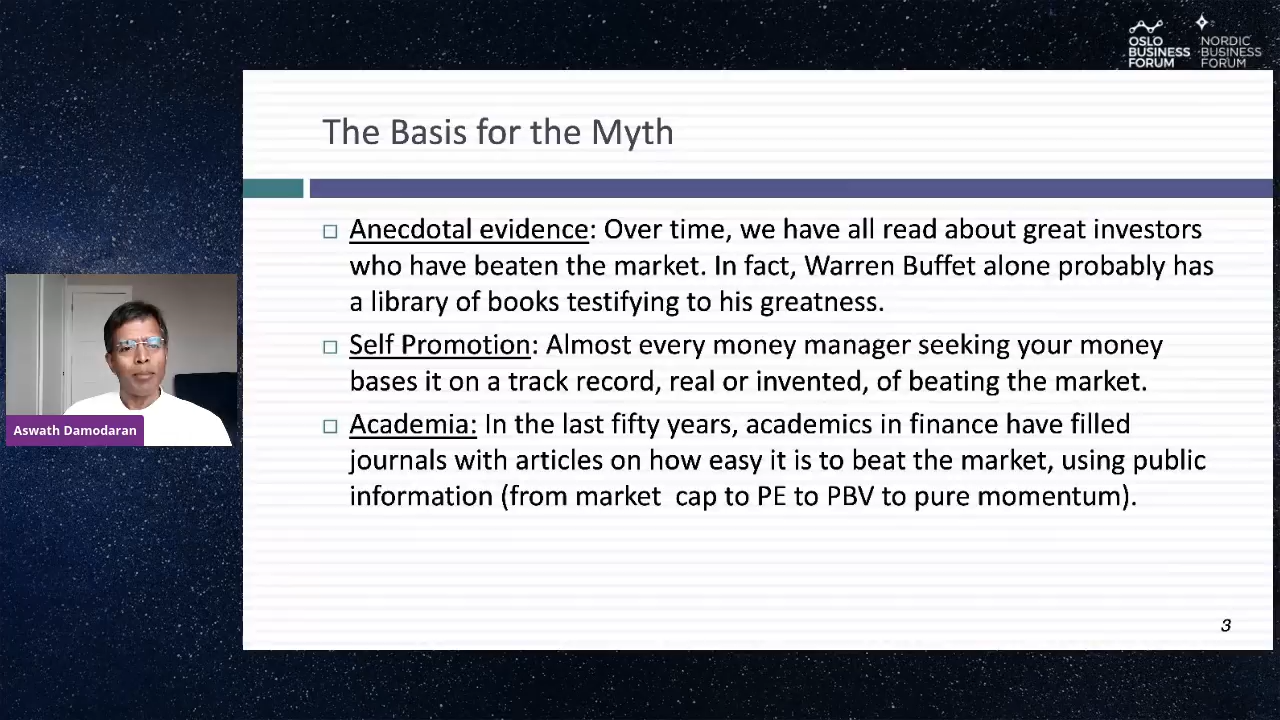 OSLO
BUSINESS
FORUM
NORDIC
BUSINESS
FORUM
The Basis for the Myth
Anecdotal evidence: Over time, we have all read about great investors
who have beaten the market. In fact, Warren Buffet alone probably has
a library of books testifying to his greatness.
Self Promotion: Almost every money manager seeking your money
bases it on a track record, real or invented, of beating the market.
Academia: In the last fifty years, academics in finance have filled
journals with articles on how easy it is to beat the market, using public
information (from market cap to PE to PBV to pure momentum).
Aswath Damodaran
3